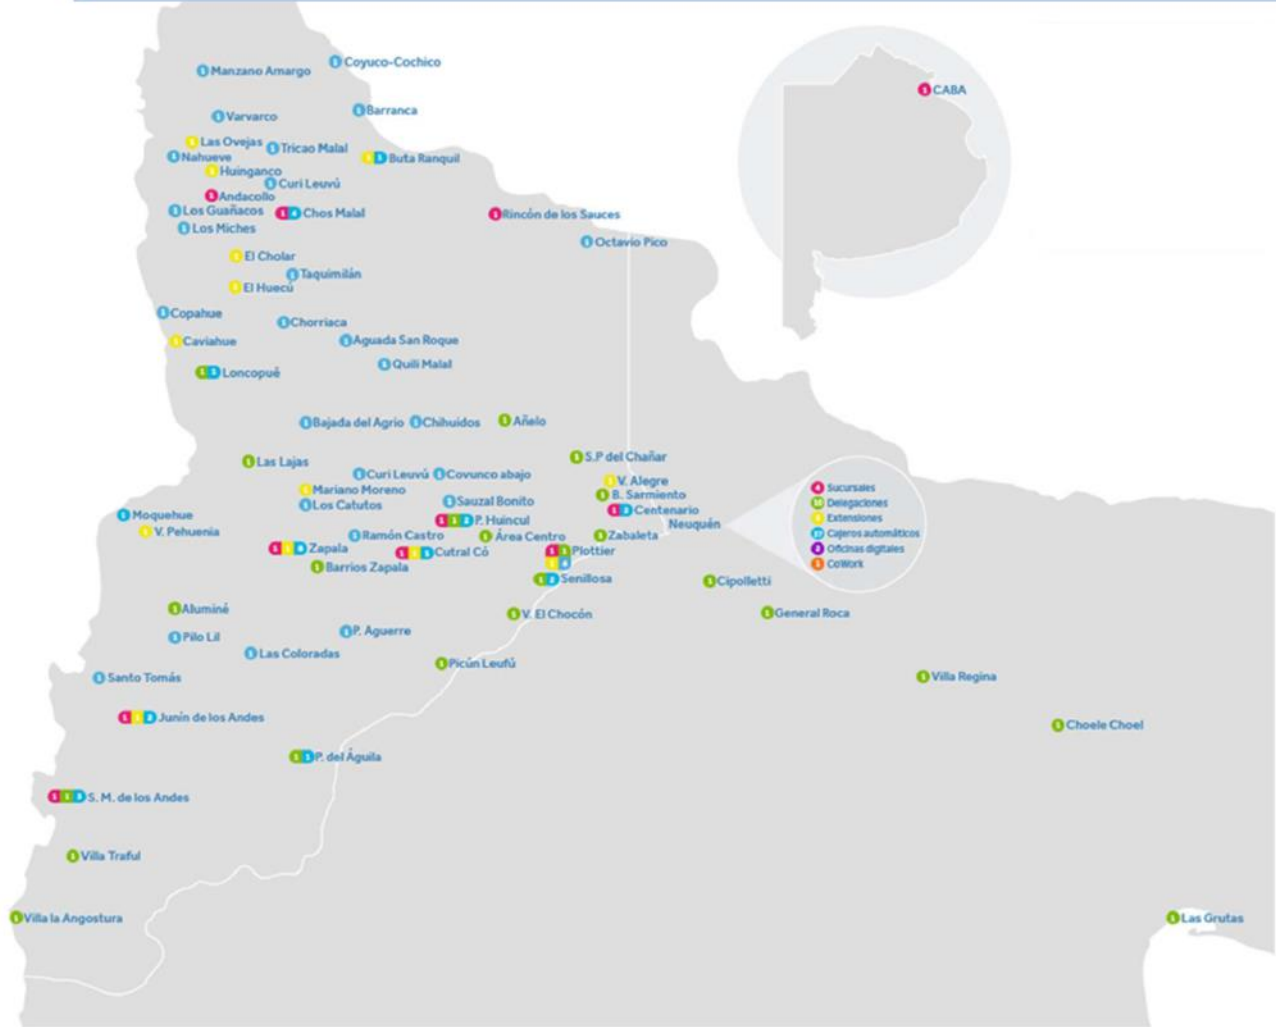 Coyuco-Cochico
Manzano Amargo
CABA
Barranca
Varvarco
Las Ovejas
Tricao Malal
Nahueve
Buta Ranquil
Huinganco
Curi Leuvú
Andacollo
Los Guañacos
Chos Malal
Rincón de los Sauces
Los Miches
Octavio Pico
El Cholar
Taquimilán
El Huecú
Copahue
Chorriaca
Caviahue
Aguada San Roque
Quili Malal
Loncopué
Bajada del Agrio
Chihuidos
Añelo
S.P del Chañar
Las Lajas
Curi Leuvú
Covunco abajo
V. Alegre
Mariano Moreno
B. Sarmiento
Los Catutos
Sauzal Bonito
Centenario
Moquehue
P. Huincul
Neuquén
V. Pehuenia
Ramón Castro
Área Centro
Zabaleta
Zapala
Cutral Có
Plottier
Barrios Zapala
Senillosa
Sucursales
Delegaciones
Extensiones
Cajeros automáticos
Oficinas digitales
CoWork
Cipolletti
Aluminé
V. El Chocón
General Roca
Pilo Lil
P. Aguerre
Las Coloradas
Picún Leufú
Santo Tomás
Villa Regina
Junín de los Andes
Choele Choel
P. del Águila
S. M. de los Andes
Villa Traful
Villa la Angostura
Las Grutas